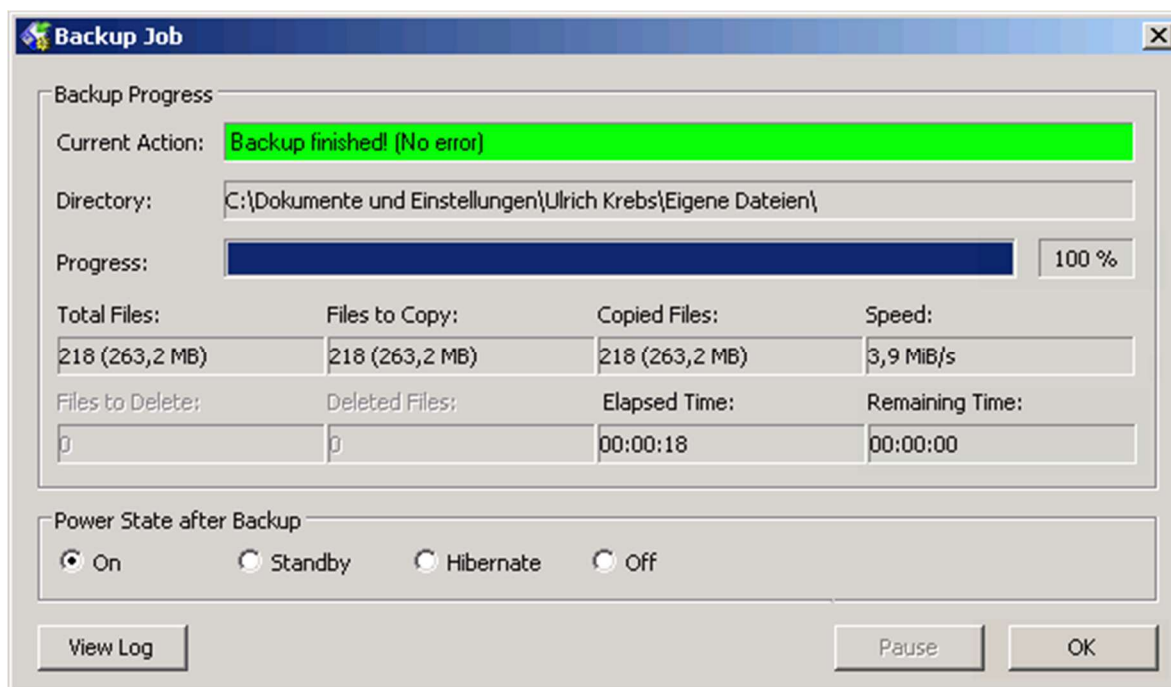 Backup Job
Backup Progress
Current Action: Backup finished! (No error)
Directory: C:\Dokumente und Einstellungen\Ulrich Krebs\Eigene Dateien\
Progress: 100 %
Total Files: Files to Copy: Copied Files: Speed:
218 (263,2 MB) 218 (263,2 MB) 218 (263,2 MB) 3,9 MiB/s
Files to Delete: Deleted Files: Elapsed Time: Remaining Time:
0 0 00:00:18 00:00:00
Power State after Backup
On Standby Hibernate Off
View Log Pause OK